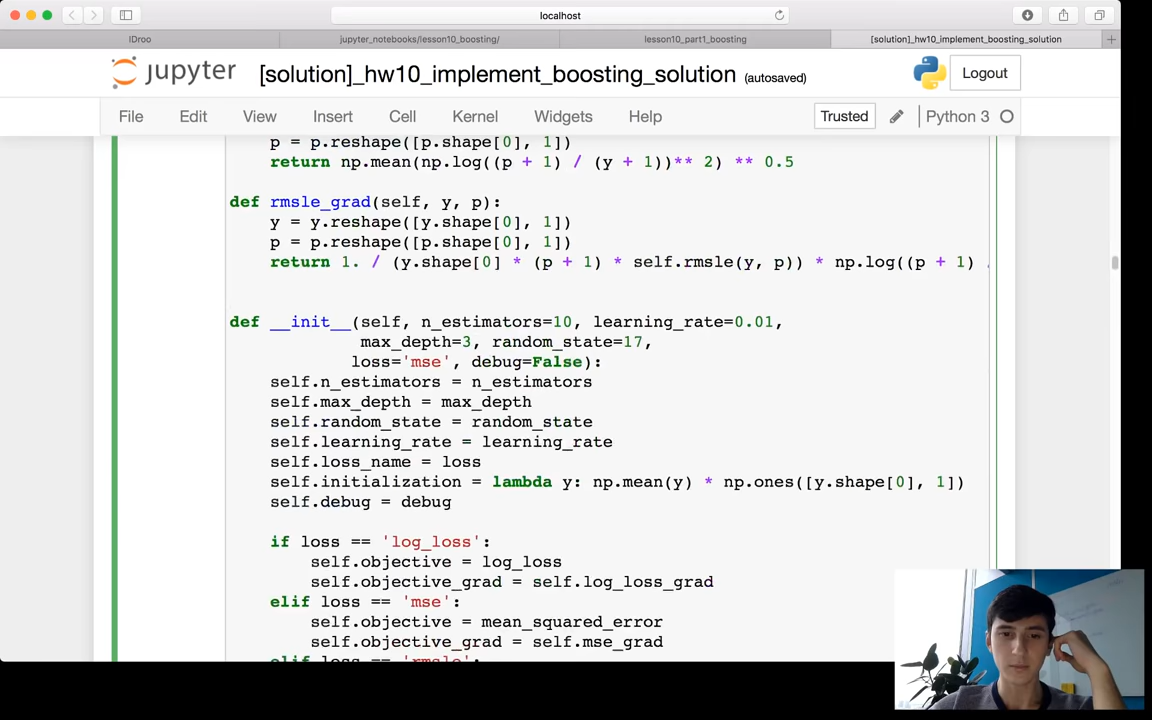 localhost
IDroo
jupyter_notebooks/lesson10_boosting/
lesson10_part1_boosting
[solution]_hw10_implement_boosting_solution
jupyter [solution]_hw10_implement_boosting_solution (autosaved)
Logout
File Edit View Insert Cell Kernel Widgets Help Trusted Python 3
p = p.reshape([p.shape[0], 1])
return np.mean(np.log((p + 1) / (y + 1))** 2) ** 0.5
def rmsle_grad(self, y, p):
y = y.reshape([y.shape[0], 1])
p = p.reshape([p.shape[0], 1])
return 1. / (y.shape[0] * (p + 1) * self.rmsle(y, p)) * np.log((p + 1)
def __init__(self, n_estimators=10, learning_rate=0.01,
max_depth=3, random_state=17,
loss='mse', debug=False):
self.n_estimators = n_estimators
self.max_depth = max_depth
self.random_state = random_state
self.learning_rate = learning_rate
self.loss_name = loss
self.initialization = lambda y: np.mean(y) * np.ones([y.shape[0], 1])
self.debug = debug
if loss == 'log_loss':
self.objective = log_loss
self.objective_grad = self.log_loss_grad
elif loss == 'mse':
self.objective = mean_squared_error
self.objective_grad = self.mse_grad
elif loss == 'rmsle':